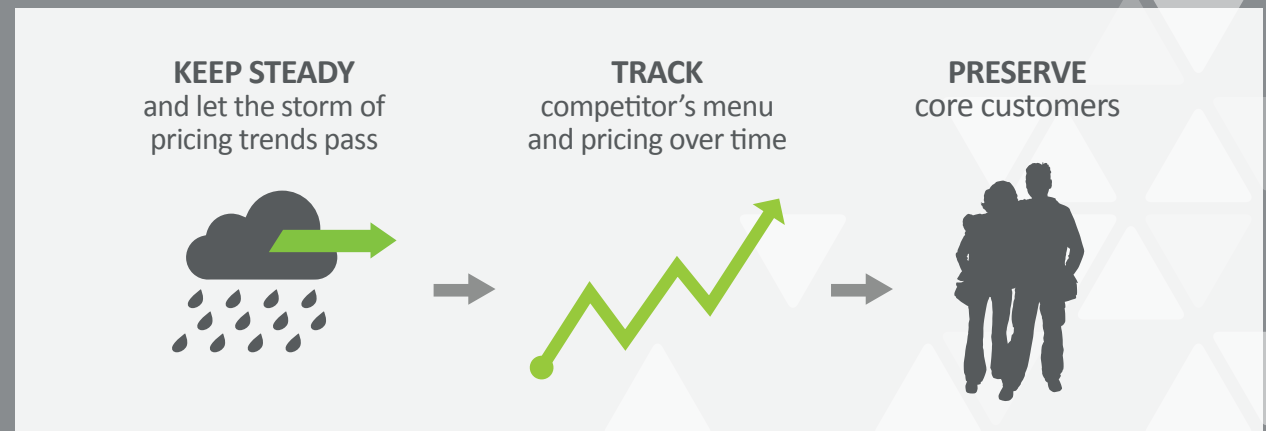 KEEP STEADY
and let the storm of
pricing trends pass
TRACK
competitor's menu
and pricing over time
PRESERVE
core customers